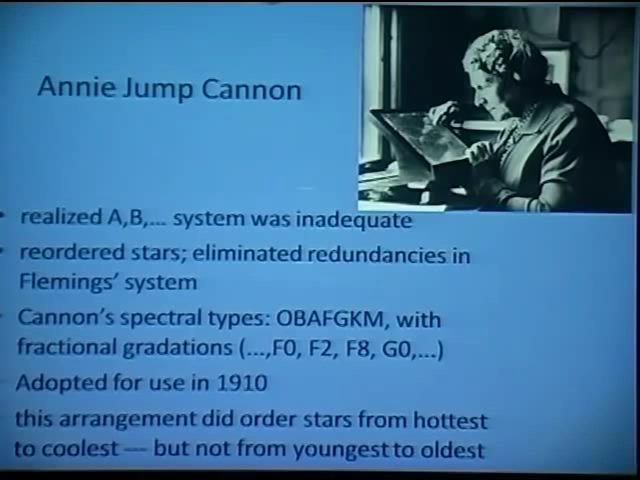 Annie Jump Cannon
• realized A,B,... system was inadequate
• reordered stars; eliminated redundancies in
Flemings' system
• Cannon's spectral types: OBAFGKM, with
fractional gradations (...,F0, F2, F8, G0,...)
Adopted for use in 1910
this arrangement did order stars from hottest
to coolest — but not from youngest to oldest